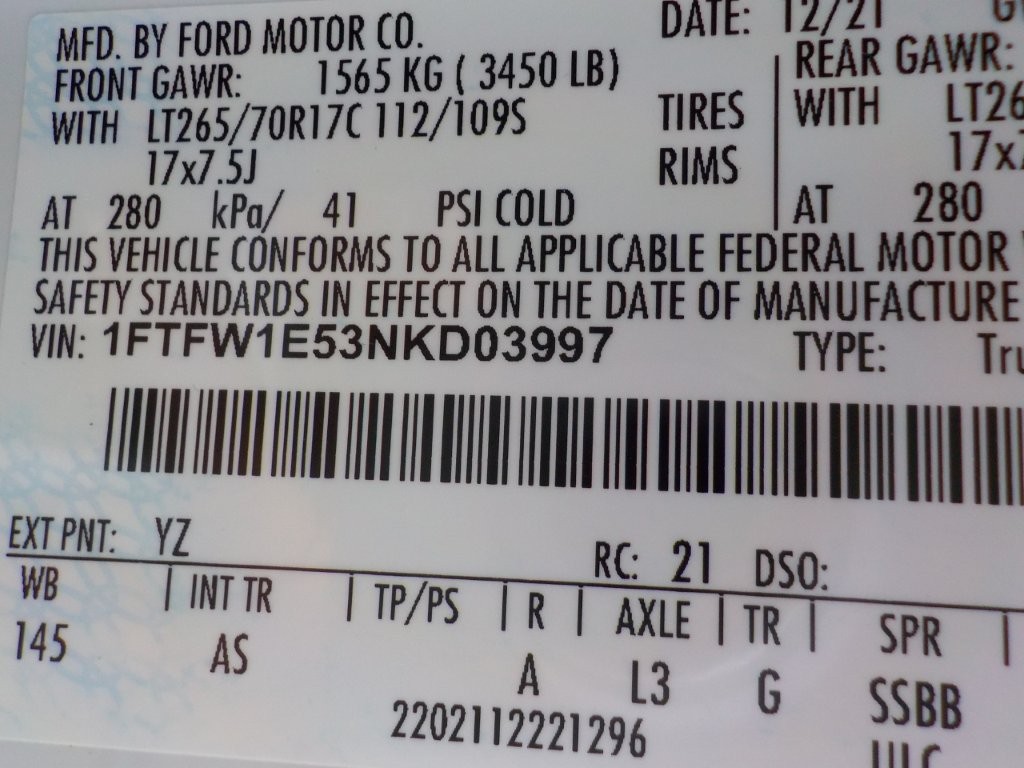 MFD. BY FORD MOTOR CO. DATE: 12/21
FRONT GAWR: 1565 KG ( 3450 LB) REAR GAWR:
WITH LT265/70R17C 112/109S TIRES WITH
17x7.5J RIMS
AT 280 kPa/ 41 PSI COLD AT 280
THIS VEHICLE CONFORMS TO ALL APPLICABLE FEDERAL MOTOR
SAFETY STANDARDS IN EFFECT ON THE DATE OF MANUFACTURE
VIN: 1FTFW1E53NKD03997 TYPE:
EXT PNT: YZ RC: 21 DSO:
WB | INT TR | TP/PS | R | AXLE | TR | SPR |
145 AS A L3 G SSBB
2202112221296